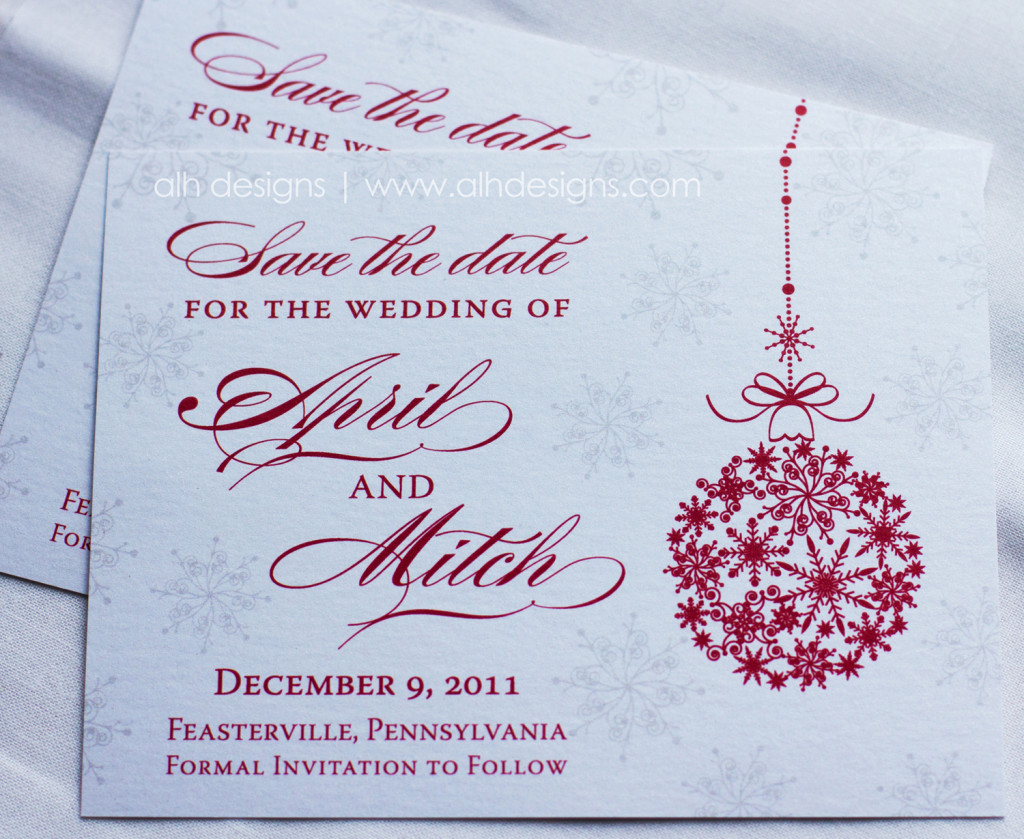 Save the date
FOR THE WE
alh designs | www.alhdesigns.com
Save the date
FOR THE WEDDING OF
April
AND
Mitch
DECEMBER 9, 2011
FEASTERVILLE, PENNSYLVANIA
FORMAL INVITATION TO FOLLOW
FE
FOR